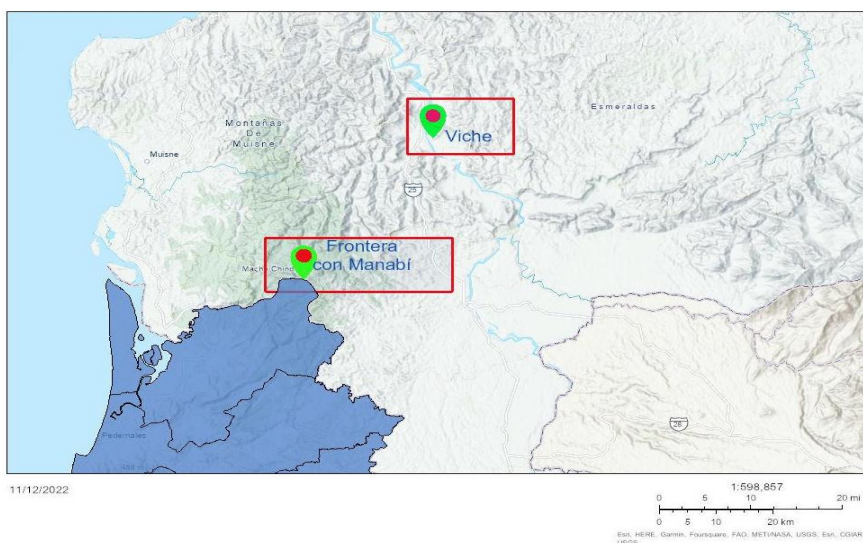 Esmeraldas
Montañas
De
Muisne
Viche
Muisne
25
Frontera
con Manabí
Mache Chin
Pedernales
28
11/12/2022
1:598,857
0 5 10 20 mi
0 5 10 20 km
Esri, HERE, Garmin, Foursquare, FAO, METI/NASA, USGS, Esri, CGIAR,
USGS